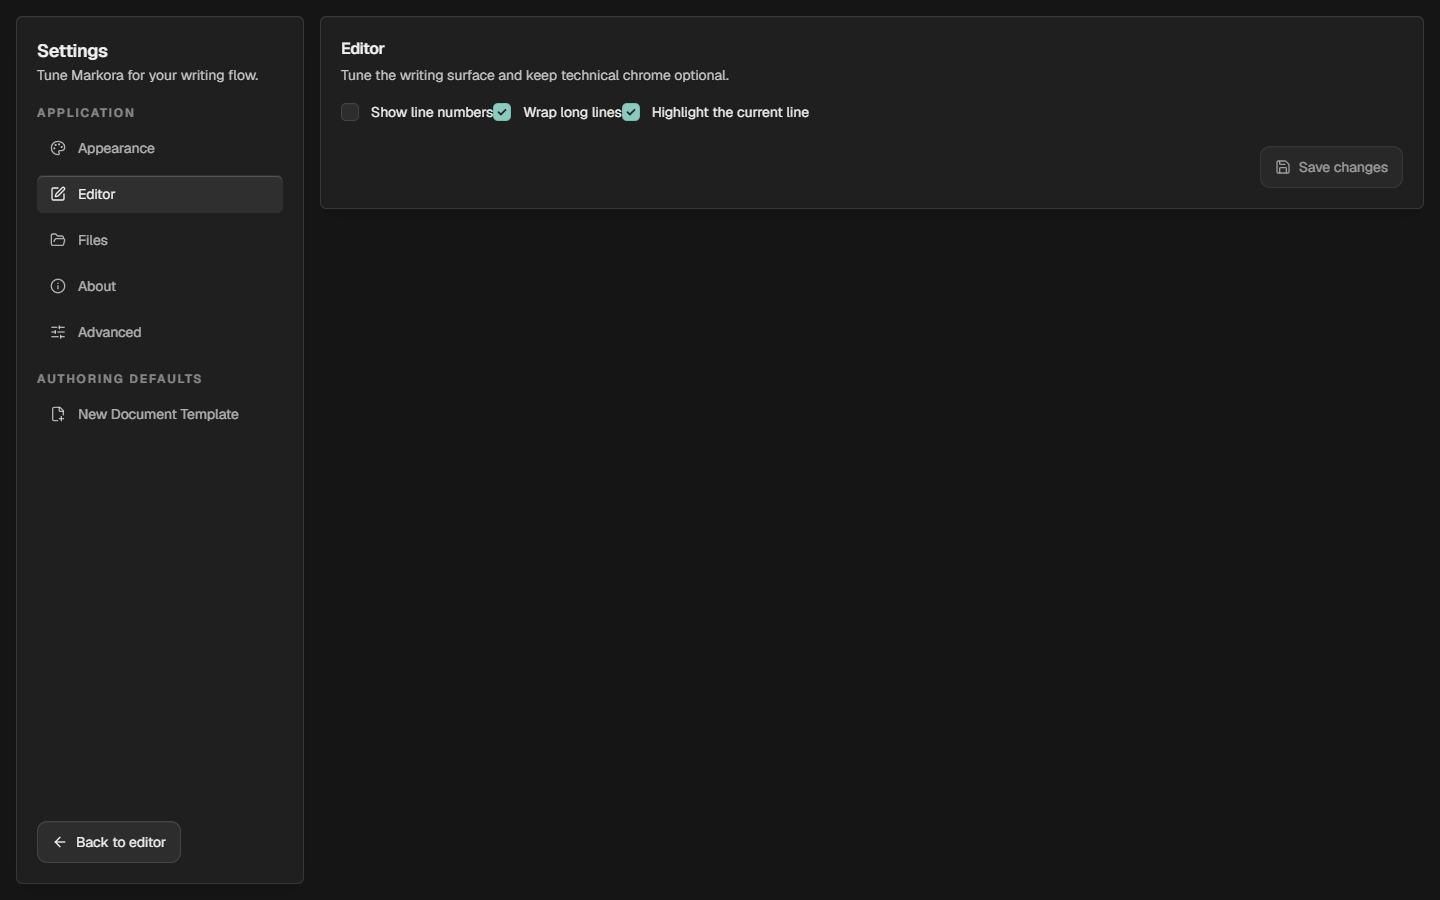 Settings
Tune Markora for your writing flow.
APPLICATION
Appearance
Editor
Files
About
Advanced
AUTHORING DEFAULTS
New Document Template
Back to editor
Editor
Tune the writing surface and keep technical chrome optional.
Show line numbers Wrap long lines Highlight the current line
Save changes